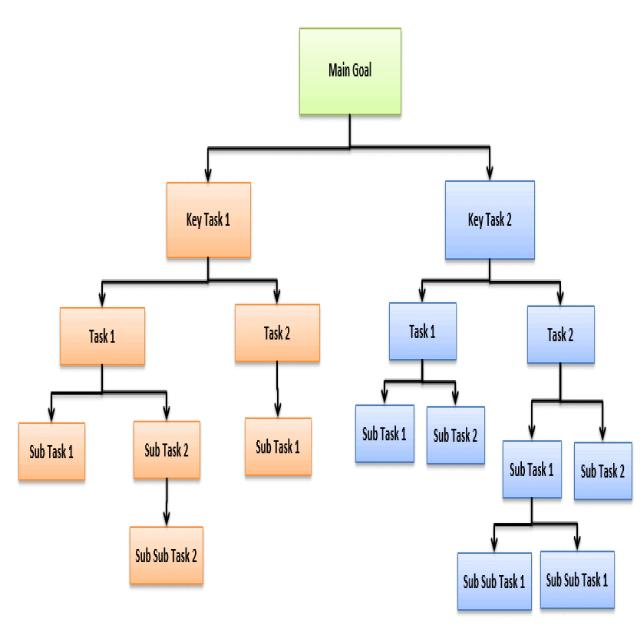 Main Goal
Key Task 1
Key Task 2
Task 1
Task 2
Task 1
Task 2
Sub Task 1
Sub Task 2
Sub Task 1
Sub Task 1
Sub Task 2
Sub Task 1
Sub Task 2
Sub Sub Task 2
Sub Sub Task 1
Sub Sub Task 1